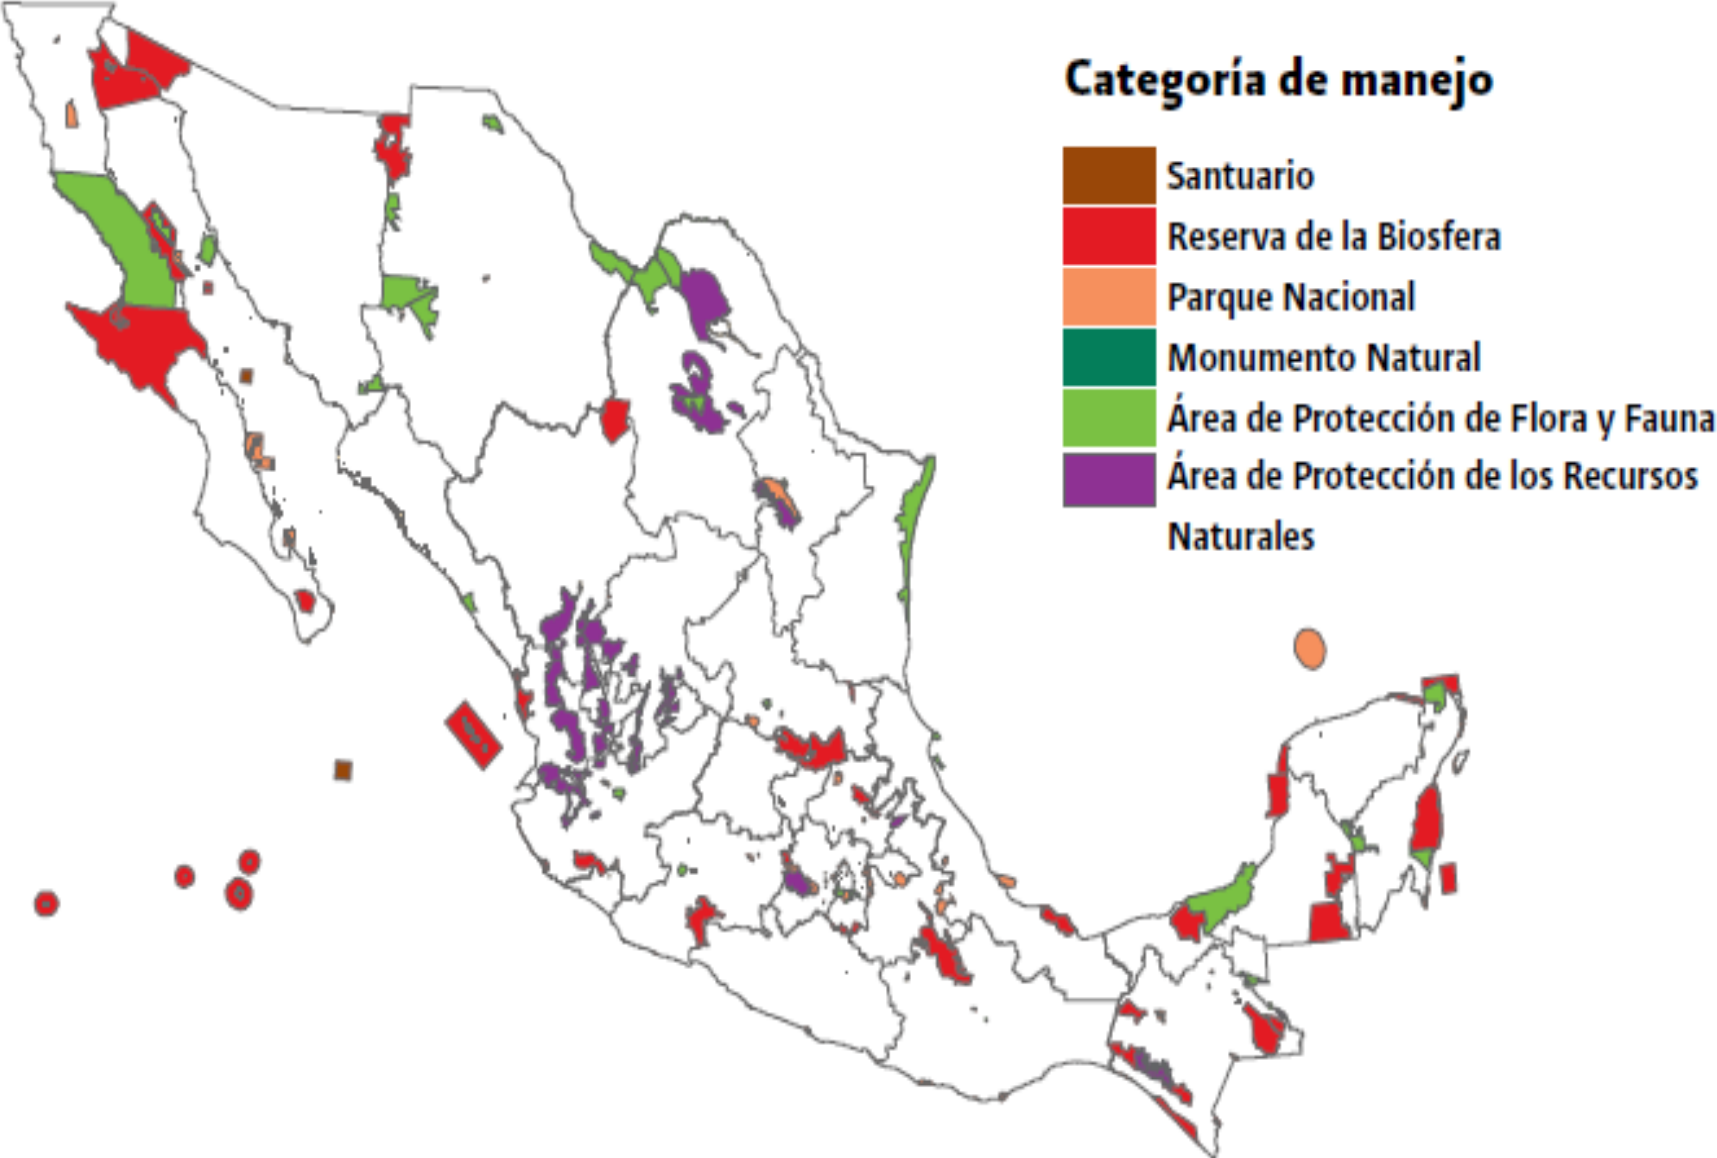 Categoría de manejo
Santuario
Reserva de la Biosfera
Parque Nacional
Monumento Natural
Área de Protección de Flora y Fauna
Área de Protección de los Recursos
Naturales